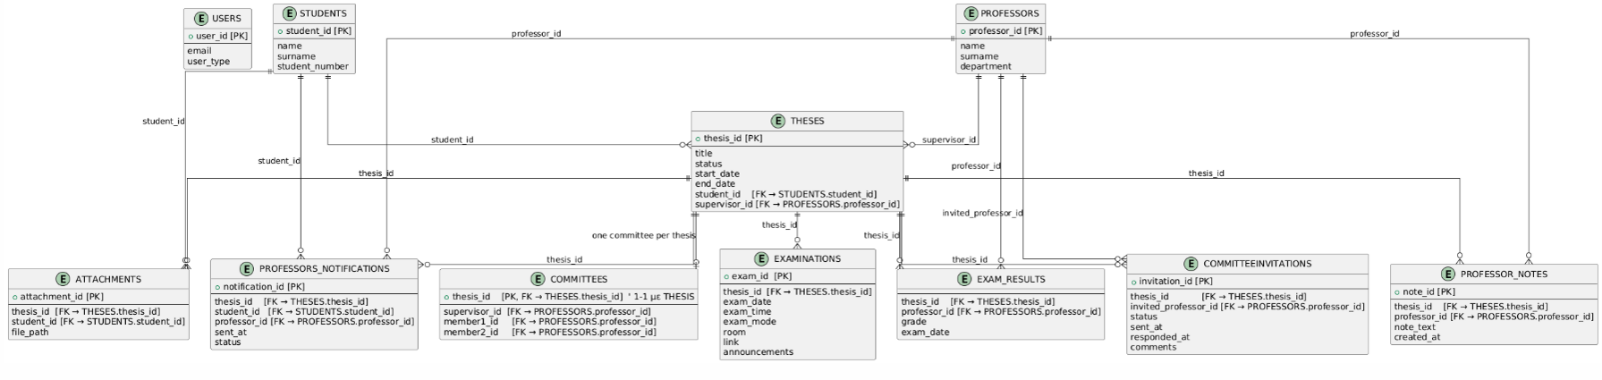 E USERS
user_id [PK]
email
user_type
E STUDENTS
student_id [PK]
name
surname
student_number
E PROFESSORS
professor_id [PK]
name
surname
department
professor_id
professor_id
student_id
student_id
supervisor_id
student_id
professor_id
thesis_id
thesis_id
invited_professor_id
E THESES
thesis_id [PK]
title
status
start_date
end_date
student_id [FK → STUDENTS.student_id]
supervisor_id [FK → PROFESSORS.professor_id]
one committee per thesis
thesis_id
thesis_id
thesis_id
thesis_id
E ATTACHMENTS
attachment_id [PK]
thesis_id [FK → THESES.thesis_id]
student_id [FK → STUDENTS.student_id]
file_path
E PROFESSORS_NOTIFICATIONS
notification_id [PK]
thesis_id [FK → THESES.thesis_id]
student_id [FK → STUDENTS.student_id]
professor_id [FK → PROFESSORS.professor_id]
sent_at
status
E COMMITTEES
thesis_id [PK, FK → THESES.thesis_id] ' 1-1 με THESIS
supervisor_id [FK → PROFESSORS.professor_id]
member1_id [FK → PROFESSORS.professor_id]
member2_id [FK → PROFESSORS.professor_id]
E EXAMINATIONS
exam_id [PK]
thesis_id [FK → THESES.thesis_id]
exam_date
exam_time
exam_mode
room
link
announcements
E EXAM_RESULTS
thesis_id [FK → THESES.thesis_id]
professor_id [FK → PROFESSORS.professor_id]
grade
exam_date
E COMMITTEEINVITATIONS
invitation_id [PK]
thesis_id [FK → THESES.thesis_id]
invited_professor_id [FK → PROFESSORS.professor_id]
status
sent_at
responded_at
comments
E PROFESSOR_NOTES
note_id [PK]
thesis_id [FK → THESES.thesis_id]
professor_id [FK → PROFESSORS.professor_id]
note_text
created_at